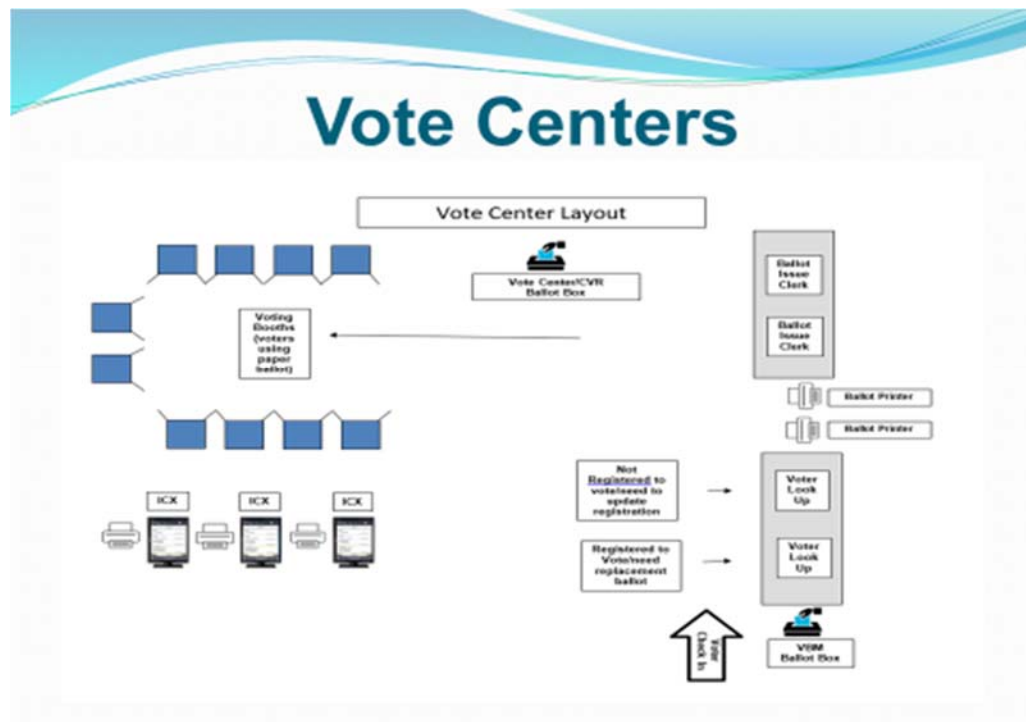 Vote Centers
Vote Center Layout
Vote Center/CVR
Ballot Box
Ballot
Issue
Clerk
Ballot
Issue
Clerk
Voting
Booths
(voters
using
paper
ballot)
Ballot Printer
Ballot Printer
Not
Registered to
vote/need to
update
registration
Voter
Look
Up
ICX
ICX
ICX
Registered to
Vote/need
replacement
ballot
Voter
Look
Up
Voter
Check In
VBM
Ballot Box